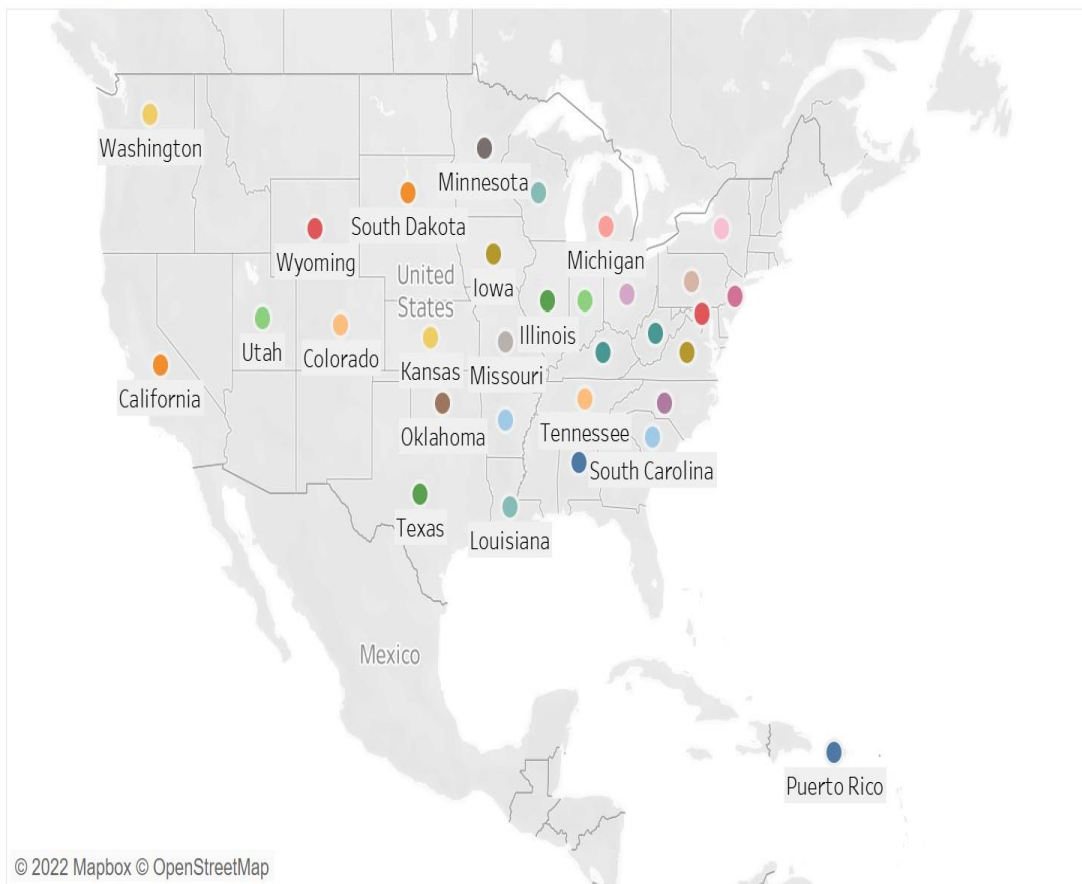 Washington
Minnesota
South Dakota
Wyoming
Michigan
United
States
Iowa
Illinois
Utah
Colorado
Kansas
Missouri
California
Oklahoma
Tennessee
South Carolina
Texas
Louisiana
Mexico
Puerto Rico
© 2022 Mapbox © OpenStreetMap